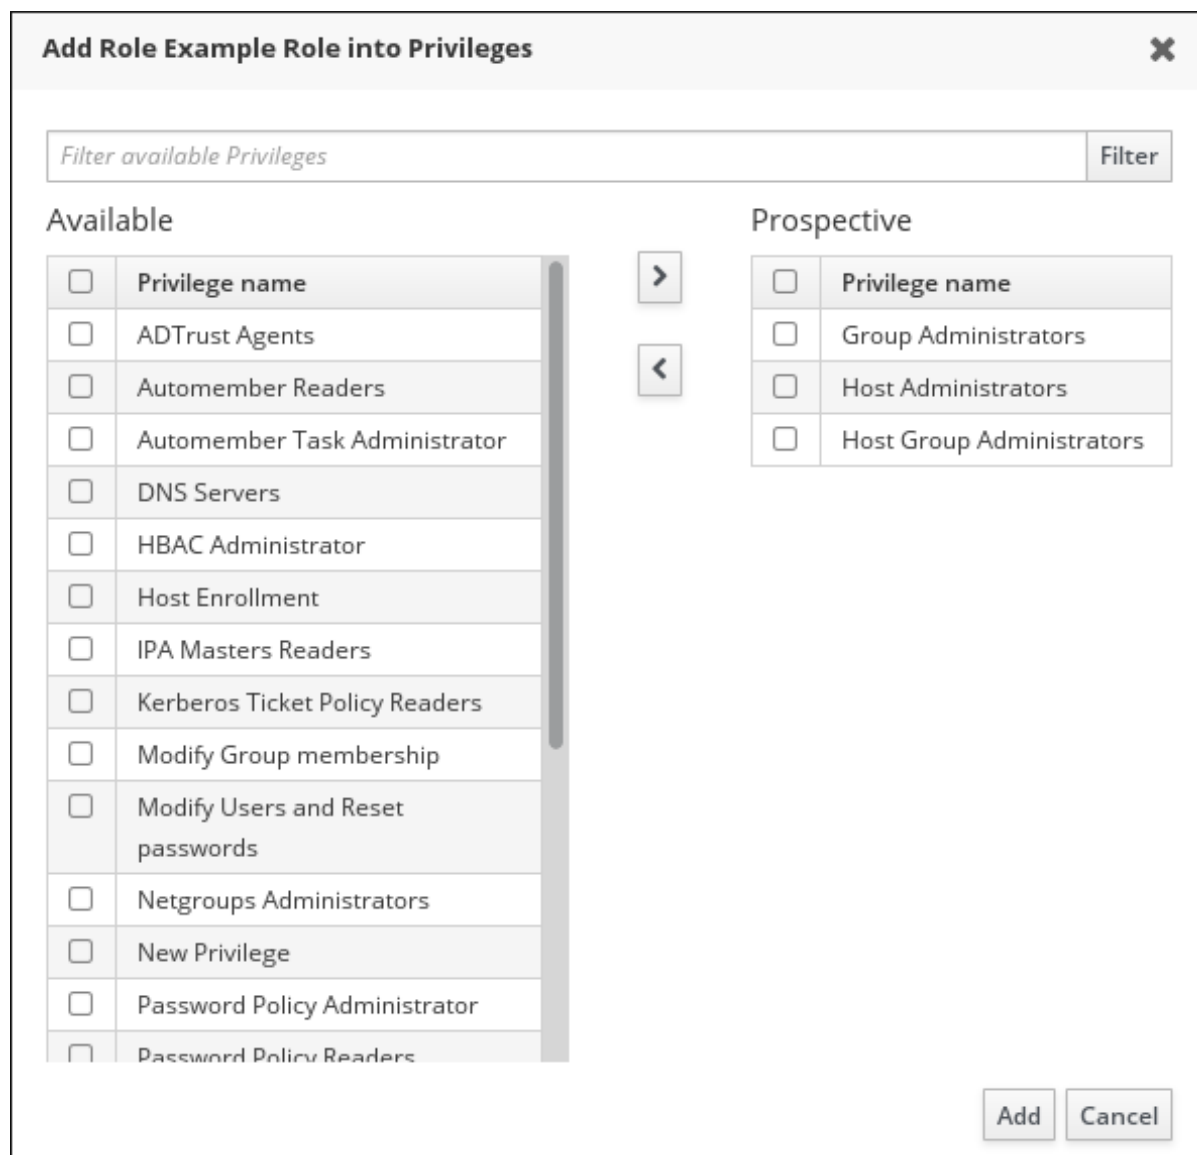 Add Role Example Role into Privileges
Filter available Privileges
Filter
Available
Privilege name
ADTrust Agents
Automember Readers
Automember Task Administrator
DNS Servers
HBAC Administrator
Host Enrollment
IPA Masters Readers
Kerberos Ticket Policy Readers
Modify Group membership
Modify Users and Reset
passwords
Netgroups Administrators
New Privilege
Password Policy Administrator
Password Policy Readers
Prospective
Privilege name
Group Administrators
Host Administrators
Host Group Administrators
Add
Cancel